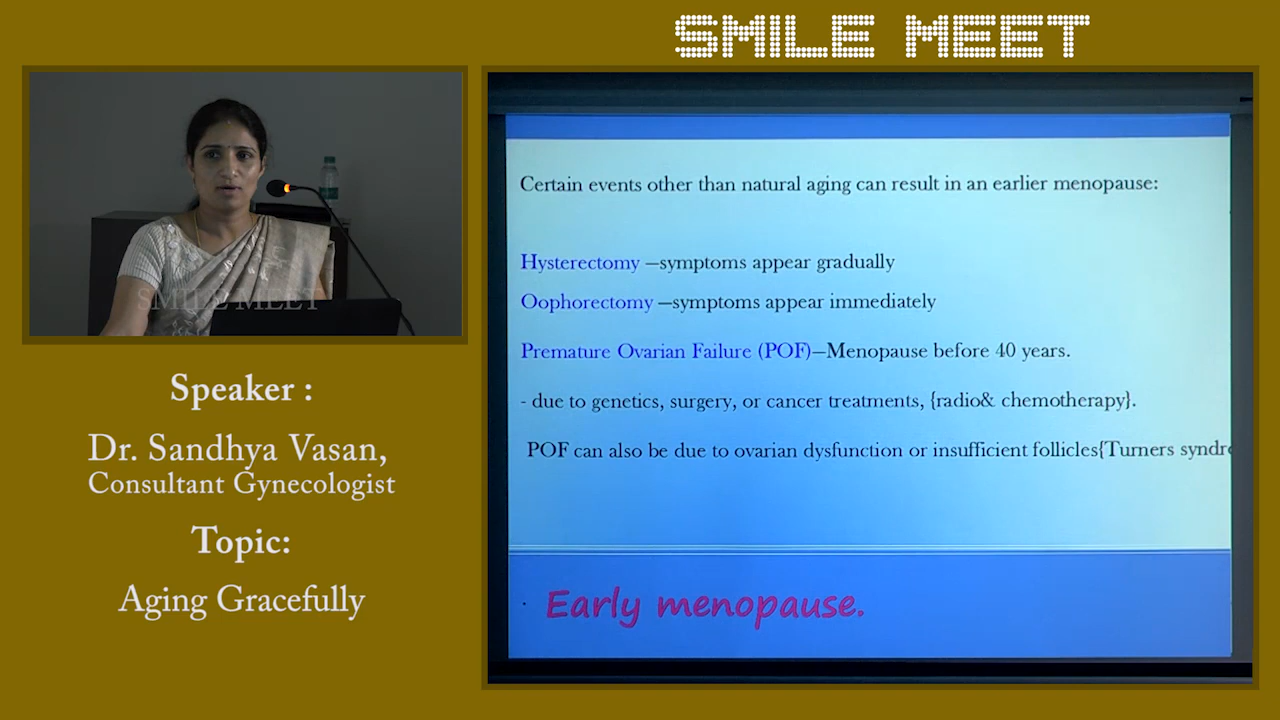 SMILE MEET
SMILE MEET
Speaker :
Dr. Sandhya Vasan,
Consultant Gynecologist
Topic:
Aging Gracefully
Certain events other than natural aging can result in an earlier menopause:
Hysterectomy –symptoms appear gradually
Oophorectomy –symptoms appear immediately
Premature Ovarian Failure (POF)–Menopause before 40 years.
- due to genetics, surgery, or cancer treatments, {radio& chemotherapy}.
POF can also be due to ovarian dysfunction or insufficient follicles{Turners syndr
. Early menopause.